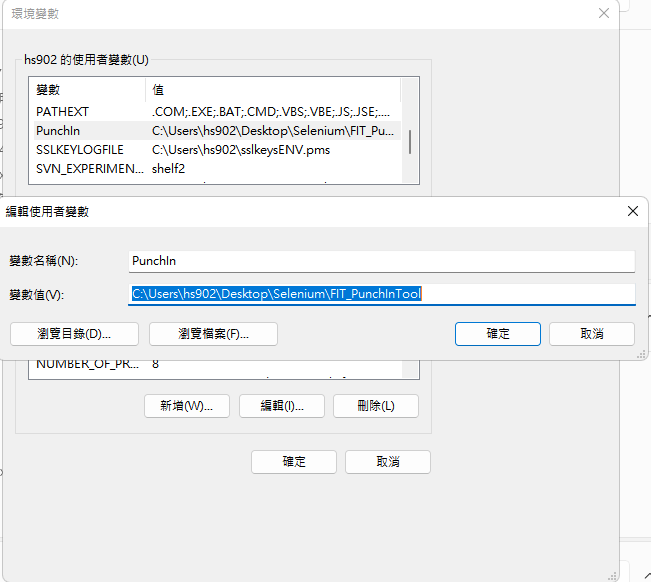 環境變數
hs902 的使用者變數(U)
變數 值
PATHEXT .COM;.EXE;.BAT;.CMD;.VBS;.VBE;.JS;.JSE;....
PunchIn C:\Users\hs902\Desktop\Selenium\FIT_Pu...
SSLKEYLOGFILE C:\Users\hs902\sslkeysENV.pms
SVN_EXPERIMEN... shelf2
編輯使用者變數
變數名稱(N): PunchIn
變數值(V): C:\Users\hs902\Desktop\Selenium\FIT_PunchInTool
瀏覽目錄(D)... 瀏覽檔案(F)... 確定 取消
NUMBER_OF_PR... 8
新增(W)... 編輯(I)... 刪除(L)
確定 取消